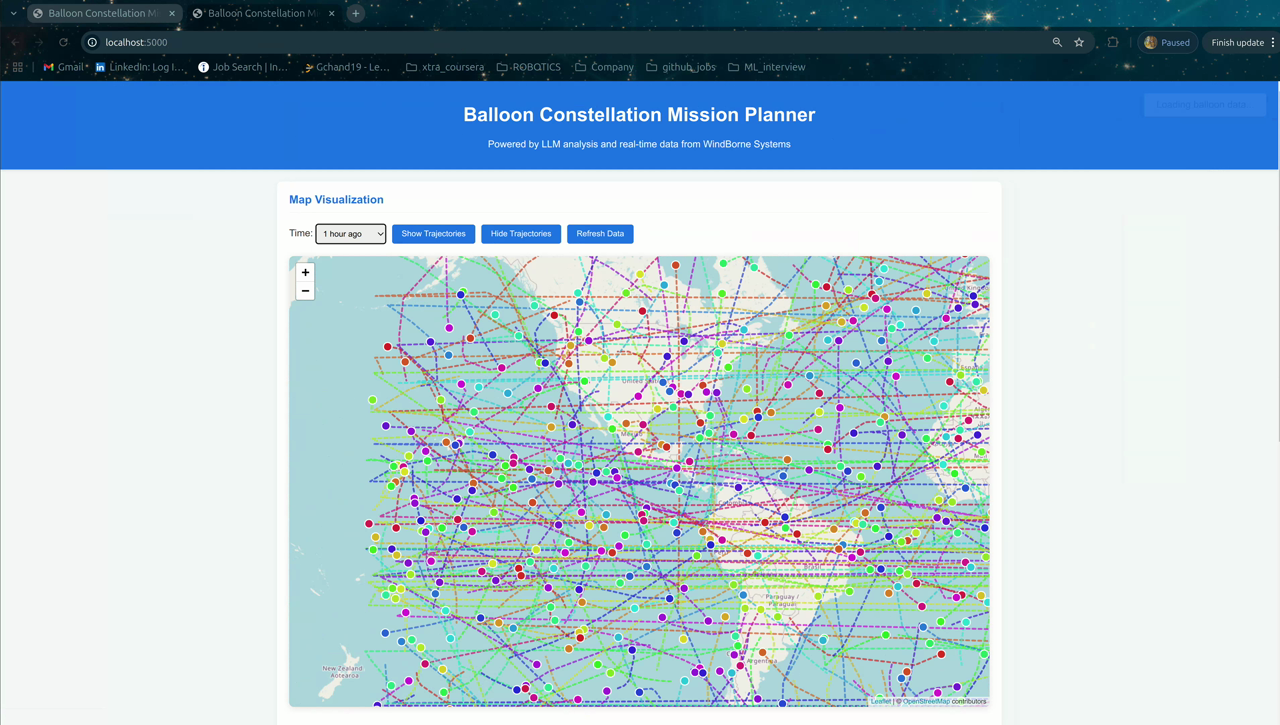 Balloon Constellation Mi
Balloon Constellation M
localhost:5000
Paused
Finish update
Gmail
LinkedIn: Log I...
Job Search | In...
Gchand19 - Le...
xtra_coursera
ROBOTICS
Company
github_jobs
ML_interview
Balloon Constellation Mission Planner
Loading balloon data...
Powered by LLM analysis and real-time data from WindBorne Systems
Map Visualization
Time: 1 hour ago
Show Trajectories
Hide Trajectories
Refresh Data
+
−
United States
Paraguay /
Paraguái
Argentina
New Zealand
Aotearoa
Leaflet | © OpenStreetMap contributors